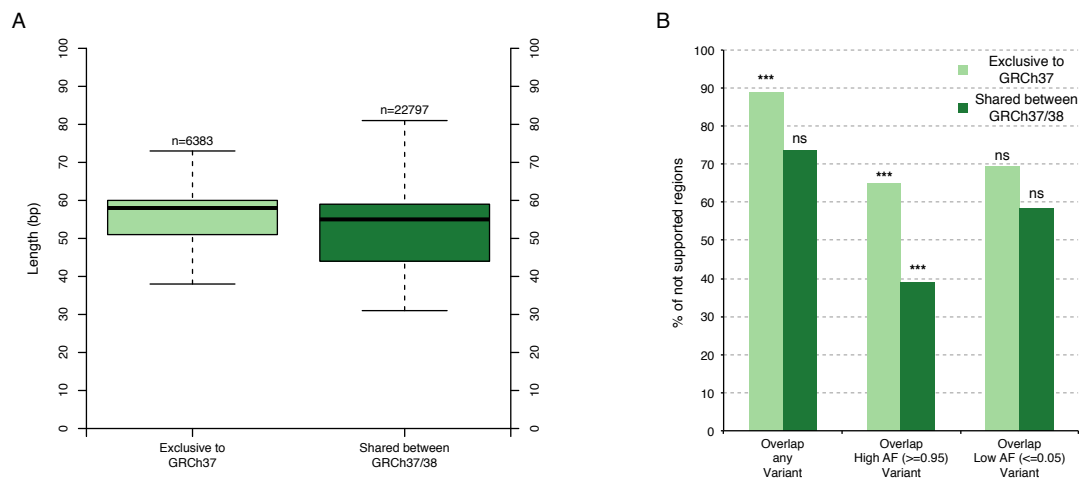 A
Length (bp)
100
90
80
70
60
50
40
30
20
10
0
n=6383
n=22797
100
90
80
70
60
50
40
30
20
10
0
Exclusive to
GRCh37
Shared between
GRCh37/38
B
% of not supported regions
100
90
80
70
60
50
40
30
20
10
0
Exclusive to
GRCh37
Shared between
GRCh37/38
***
ns
***
***
ns
ns
Overlap
any
Variant
Overlap
High AF (>=0.95)
Variant
Overlap
Low AF (<=0.05)
Variant